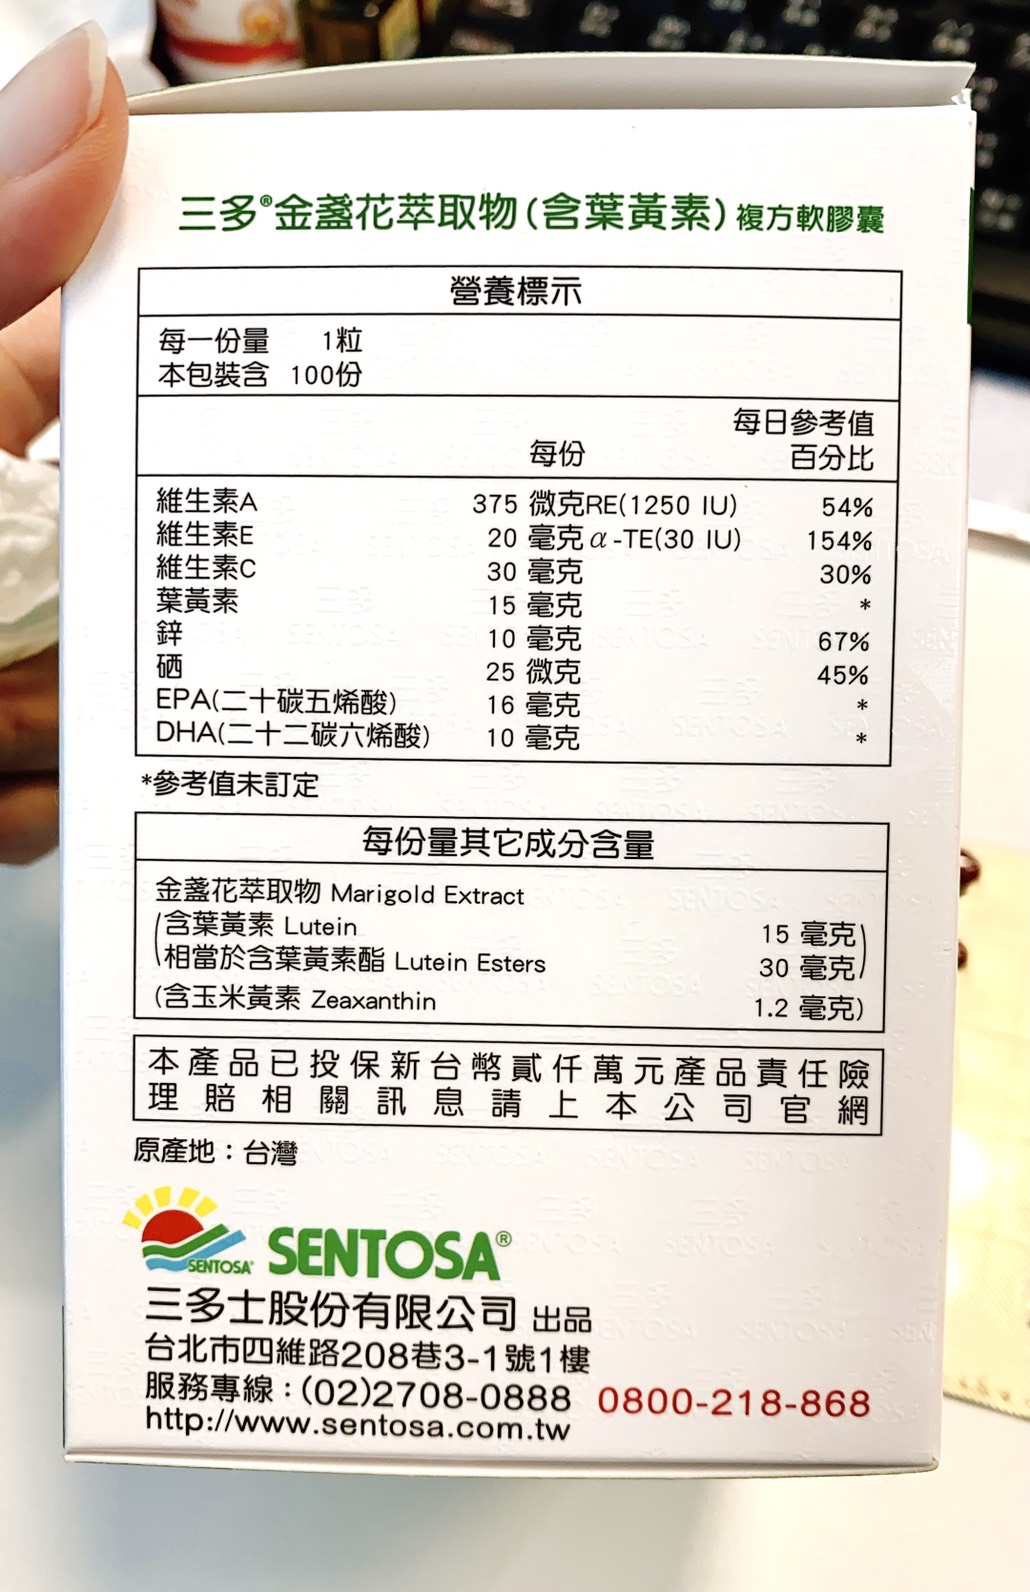 三多®金盞花萃取物(含葉黃素)複方軟膠囊
營養標示
每一份量 1粒
本包裝含 100份
每份 每日參考值百分比
維生素A 375 微克RE(1250 IU) 54%
維生素E 20 毫克α-TE(30 IU) 154%
維生素C 30 毫克 30%
葉黃素 15 毫克 *
鋅 10 毫克 67%
硒 25 微克 45%
EPA(二十碳五烯酸) 16 毫克 *
DHA(二十二碳六烯酸) 10 毫克 *
*參考值未訂定
每份量其它成分含量
金盞花萃取物 Marigold Extract
(含葉黃素 Lutein 15 毫克)
(相當於含葉黃素酯 Lutein Esters 30 毫克)
(含玉米黃素 Zeaxanthin 1.2 毫克)
本產品已投保新台幣貳仟萬元產品責任險
理賠相關訊息請上本公司官網
原產地：台灣
SENTOSA® SENTOSA®
三多士股份有限公司 出品
台北市四維路208巷3-1號1樓
服務專線：(02)2708-0888 0800-218-868
http://www.sentosa.com.tw